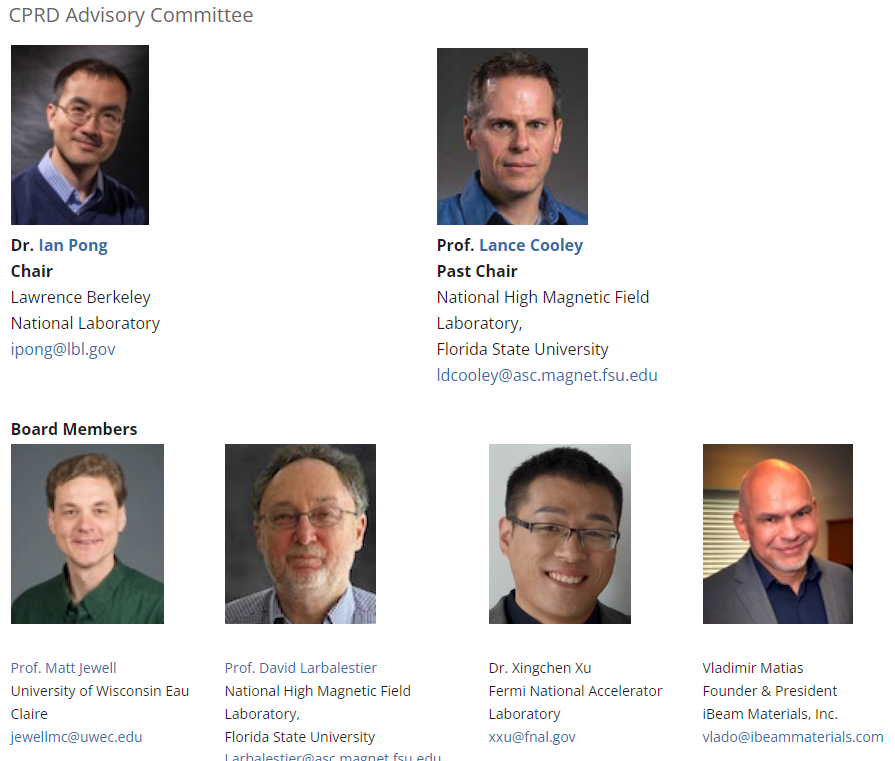 CPRD Advisory Committee
Dr. Ian Pong
Chair
Lawrence Berkeley
National Laboratory
ipong@lbl.gov
Prof. Lance Cooley
Past Chair
National High Magnetic Field
Laboratory,
Florida State University
ldcooley@asc.magnet.fsu.edu
Board Members
Prof. Matt Jewell
University of Wisconsin Eau
Claire
jewellmc@uwec.edu
Prof. David Larbalestier
National High Magnetic Field
Laboratory,
Florida State University
Larbalestier@asc.magnet.fsu.edu
Dr. Xingchen Xu
Fermi National Accelerator
Laboratory
xxu@fnal.gov
Vladimir Matias
Founder & President
iBeam Materials, Inc.
vlado@ibeammaterials.com